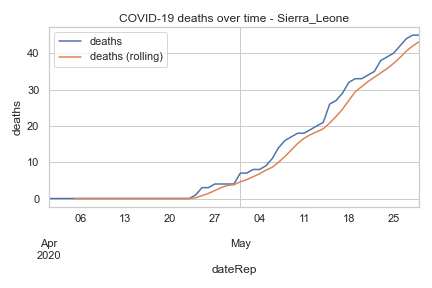 COVID-19 deaths over time - Sierra_Leone
deaths
deaths (rolling)
deaths
40
30
20
10
0
06 13 20 27 04 11 18 25
Apr May
2020
dateRep